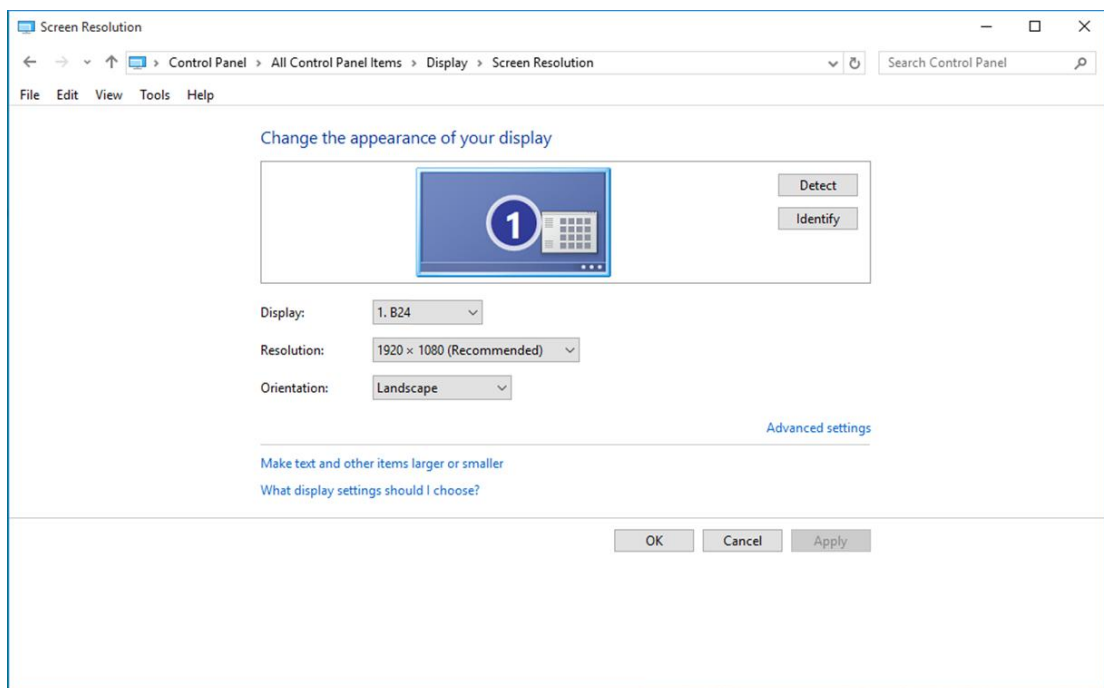 Screen Resolution
Control Panel > All Control Panel Items > Display > Screen Resolution
Search Control Panel
File Edit View Tools Help
Change the appearance of your display
1
Detect
Identify
Display: 1. B24
Resolution: 1920 × 1080 (Recommended)
Orientation: Landscape
Advanced settings
Make text and other items larger or smaller
What display settings should I choose?
OK Cancel Apply